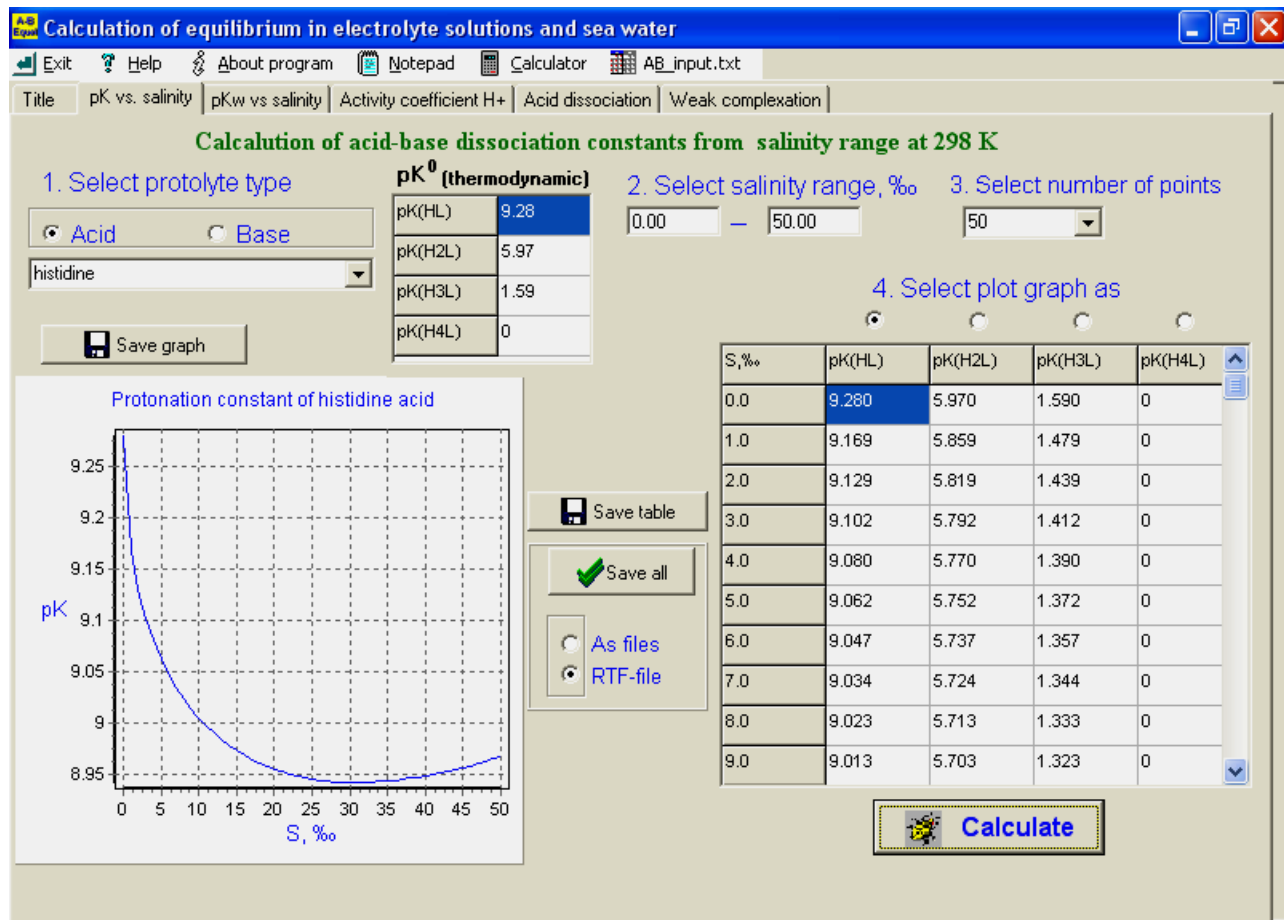 A-B Equal Calculation of equilibrium in electrolyte solutions and sea water
Exit Help About program Notepad Calculator AB_input.txt
Title pK vs. salinity pKw vs salinity Activity coefficient H+ Acid dissociation Weak complexation
Calcalution of acid-base dissociation constants from salinity range at 298 K
1. Select protolyte type
Acid Base
histidine
Save graph
pK⁰ (thermodynamic)
pK(HL) 9.28
pK(H2L) 5.97
pK(H3L) 1.59
pK(H4L) 0
2. Select salinity range, ‰
0.00 – 50.00
3. Select number of points
50
4. Select plot graph as
S,‰ pK(HL) pK(H2L) pK(H3L) pK(H4L)
0.0 9.280 5.970 1.590 0
1.0 9.169 5.859 1.479 0
2.0 9.129 5.819 1.439 0
3.0 9.102 5.792 1.412 0
4.0 9.080 5.770 1.390 0
5.0 9.062 5.752 1.372 0
6.0 9.047 5.737 1.357 0
7.0 9.034 5.724 1.344 0
8.0 9.023 5.713 1.333 0
9.0 9.013 5.703 1.323 0
Protonation constant of histidine acid
9.25
9.2
9.15
9.1
9.05
9
8.95
pK
0 5 10 15 20 25 30 35 40 45 50
S, ‰
Save table
Save all
As files
RTF-file
Calculate